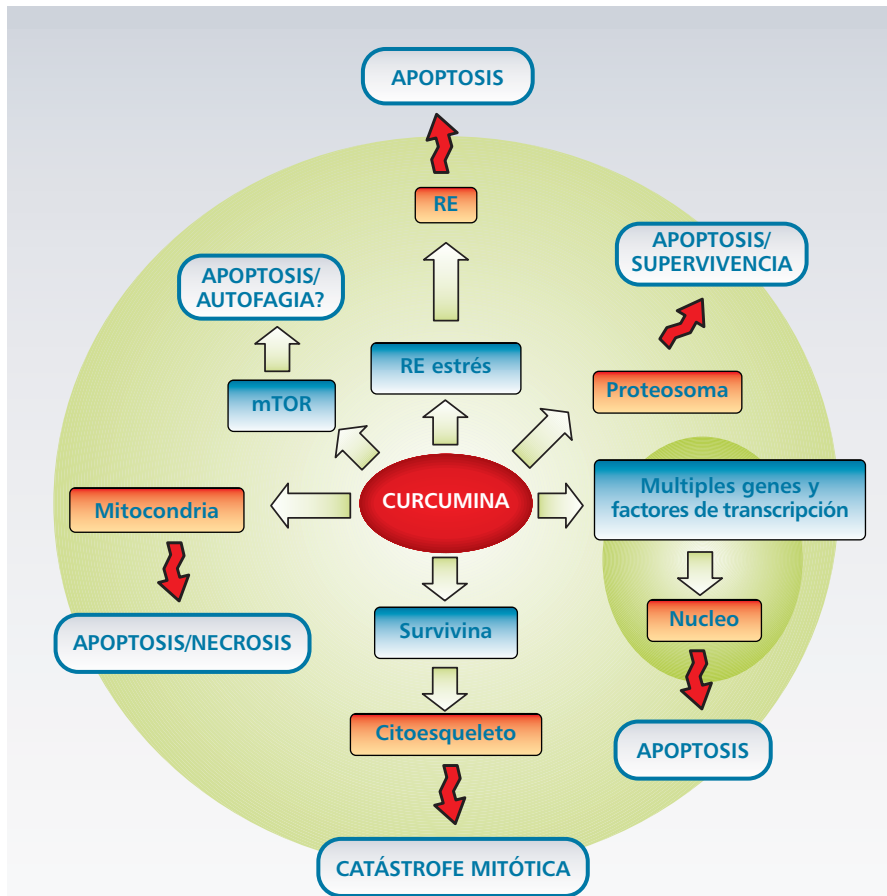 APOPTOSIS
RE
APOPTOSIS/
SUPERVIVENCIA
APOPTOSIS/
AUTOFAGIA?
RE estrés
Proteosoma
mTOR
Multiples genes y
factores de transcripción
CURCUMINA
Mitocondria
Nucleo
Survivina
APOPTOSIS/NECROSIS
Citoesqueleto
APOPTOSIS
CATÁSTROFE MITÓTICA